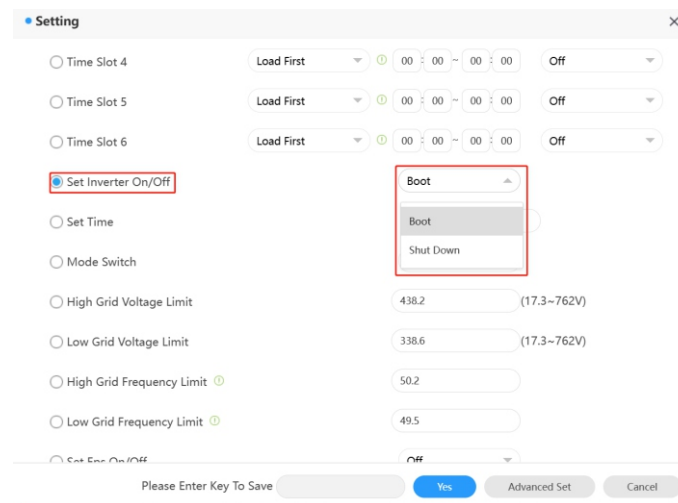 Setting
Time Slot 4 Load First 00 : 00 ~ 00 : 00 Off
Time Slot 5 Load First 00 : 00 ~ 00 : 00 Off
Time Slot 6 Load First 00 : 00 ~ 00 : 00 Off
Set Inverter On/Off Boot
Boot
Set Time
Shut Down
Mode Switch
High Grid Voltage Limit 438.2 (17.3~762V)
Low Grid Voltage Limit 338.6 (17.3~762V)
High Grid Frequency Limit 50.2
Low Grid Frequency Limit 49.5
Set Eps On/Off Off
Please Enter Key To Save Yes Advanced Set Cancel